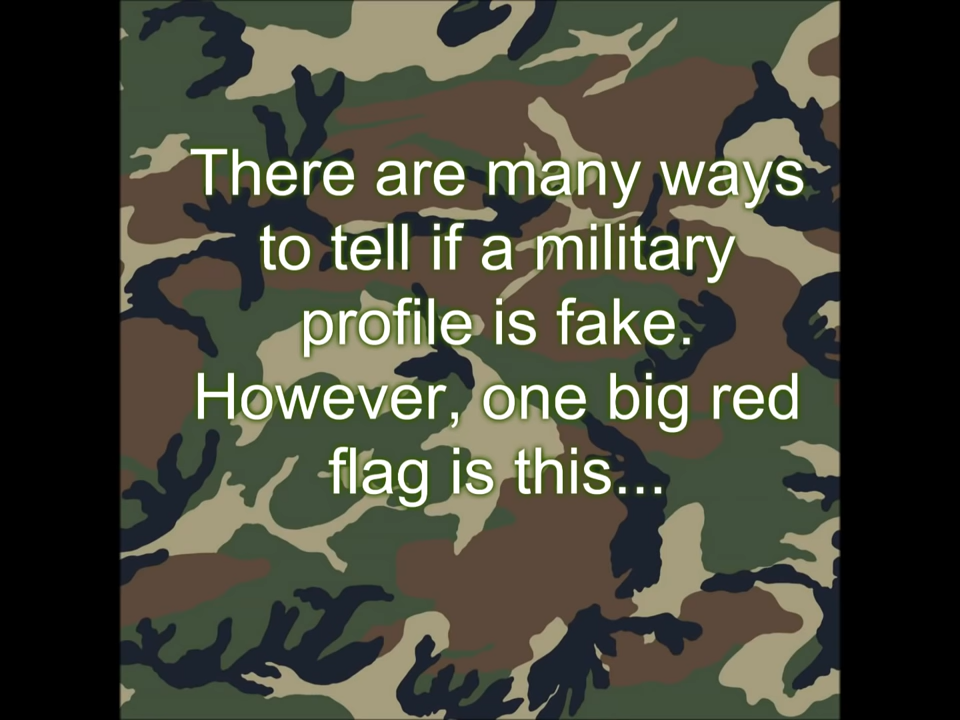 There are many ways
to tell if a military
profile is fake.
However, one big red
flag is this...